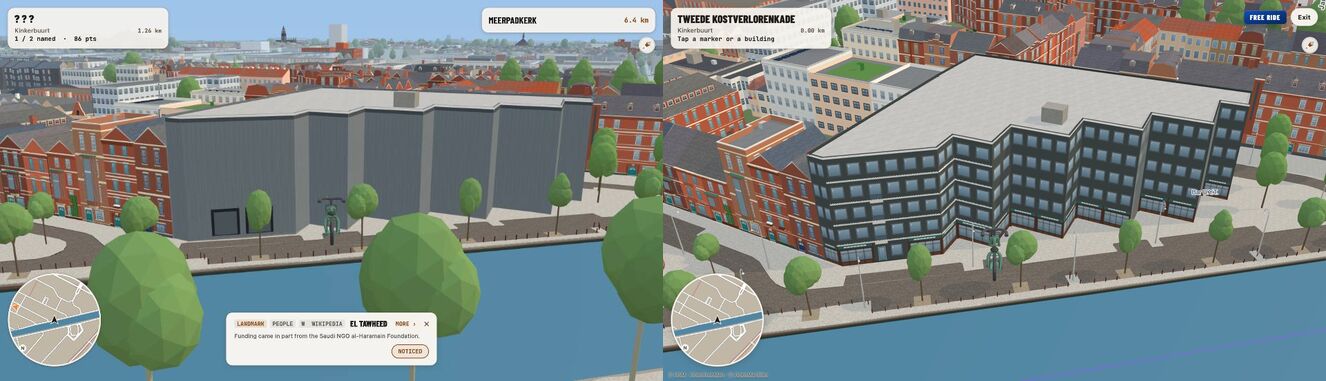 ???
Kinkerbuurt 1.26 km
1 / 2 named · 86 pts
MEERPADKERK 6.4 km
LANDMARK PEOPLE W WIKIPEDIA EL TAWHEED MORE › ×
Funding came in part from the Saudi NGO al-Haramain Foundation.
NOTICED
N
TWEEDE KOSTVERLORENKADE
Kinkerbuurt 0.00 km
Tap a marker or a building
FREE RIDE Exit
N